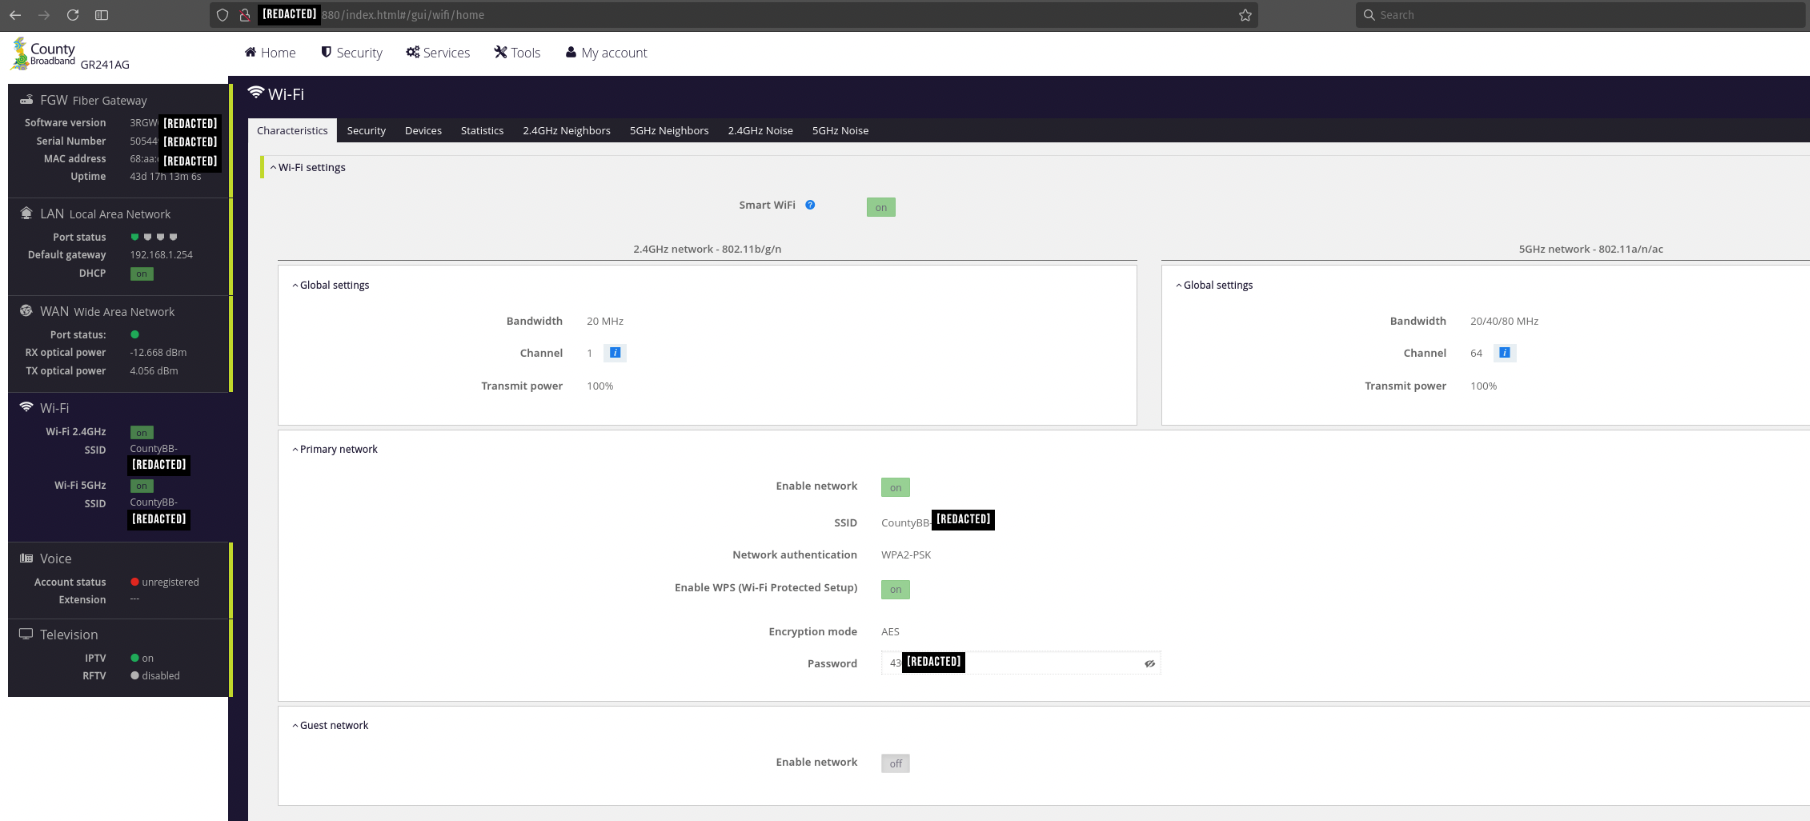 [REDACTED] 880/index.html#/gui/wifi/home
Search
County
Broadband
GR241AG
Home
Security
Services
Tools
My account
FGW Fiber Gateway
Software version 3RGW [REDACTED]
Serial Number 50544 [REDACTED]
MAC address 68:aa: [REDACTED]
Uptime 43d 17h 13m 6s
LAN Local Area Network
Port status
Default gateway 192.168.1.254
DHCP on
WAN Wide Area Network
Port status:
RX optical power -12.668 dBm
TX optical power 4.056 dBm
Wi-Fi
Wi-Fi 2.4GHz on
SSID CountyBB-
[REDACTED]
Wi-Fi 5GHz on
SSID CountyBB-
[REDACTED]
Voice
Account status unregistered
Extension ---
Television
IPTV on
RFTV disabled
Wi-Fi
Characteristics Security Devices Statistics 2.4GHz Neighbors 5GHz Neighbors 2.4GHz Noise 5GHz Noise
Wi-Fi settings
Smart WiFi ? on
2.4GHz network - 802.11b/g/n
Global settings
Bandwidth 20 MHz
Channel 1 i
Transmit power 100%
5GHz network - 802.11a/n/ac
Global settings
Bandwidth 20/40/80 MHz
Channel 64 i
Transmit power 100%
Primary network
Enable network on
SSID CountyBB- [REDACTED]
Network authentication WPA2-PSK
Enable WPS (Wi-Fi Protected Setup) on
Encryption mode AES
Password 43 [REDACTED]
Guest network
Enable network off